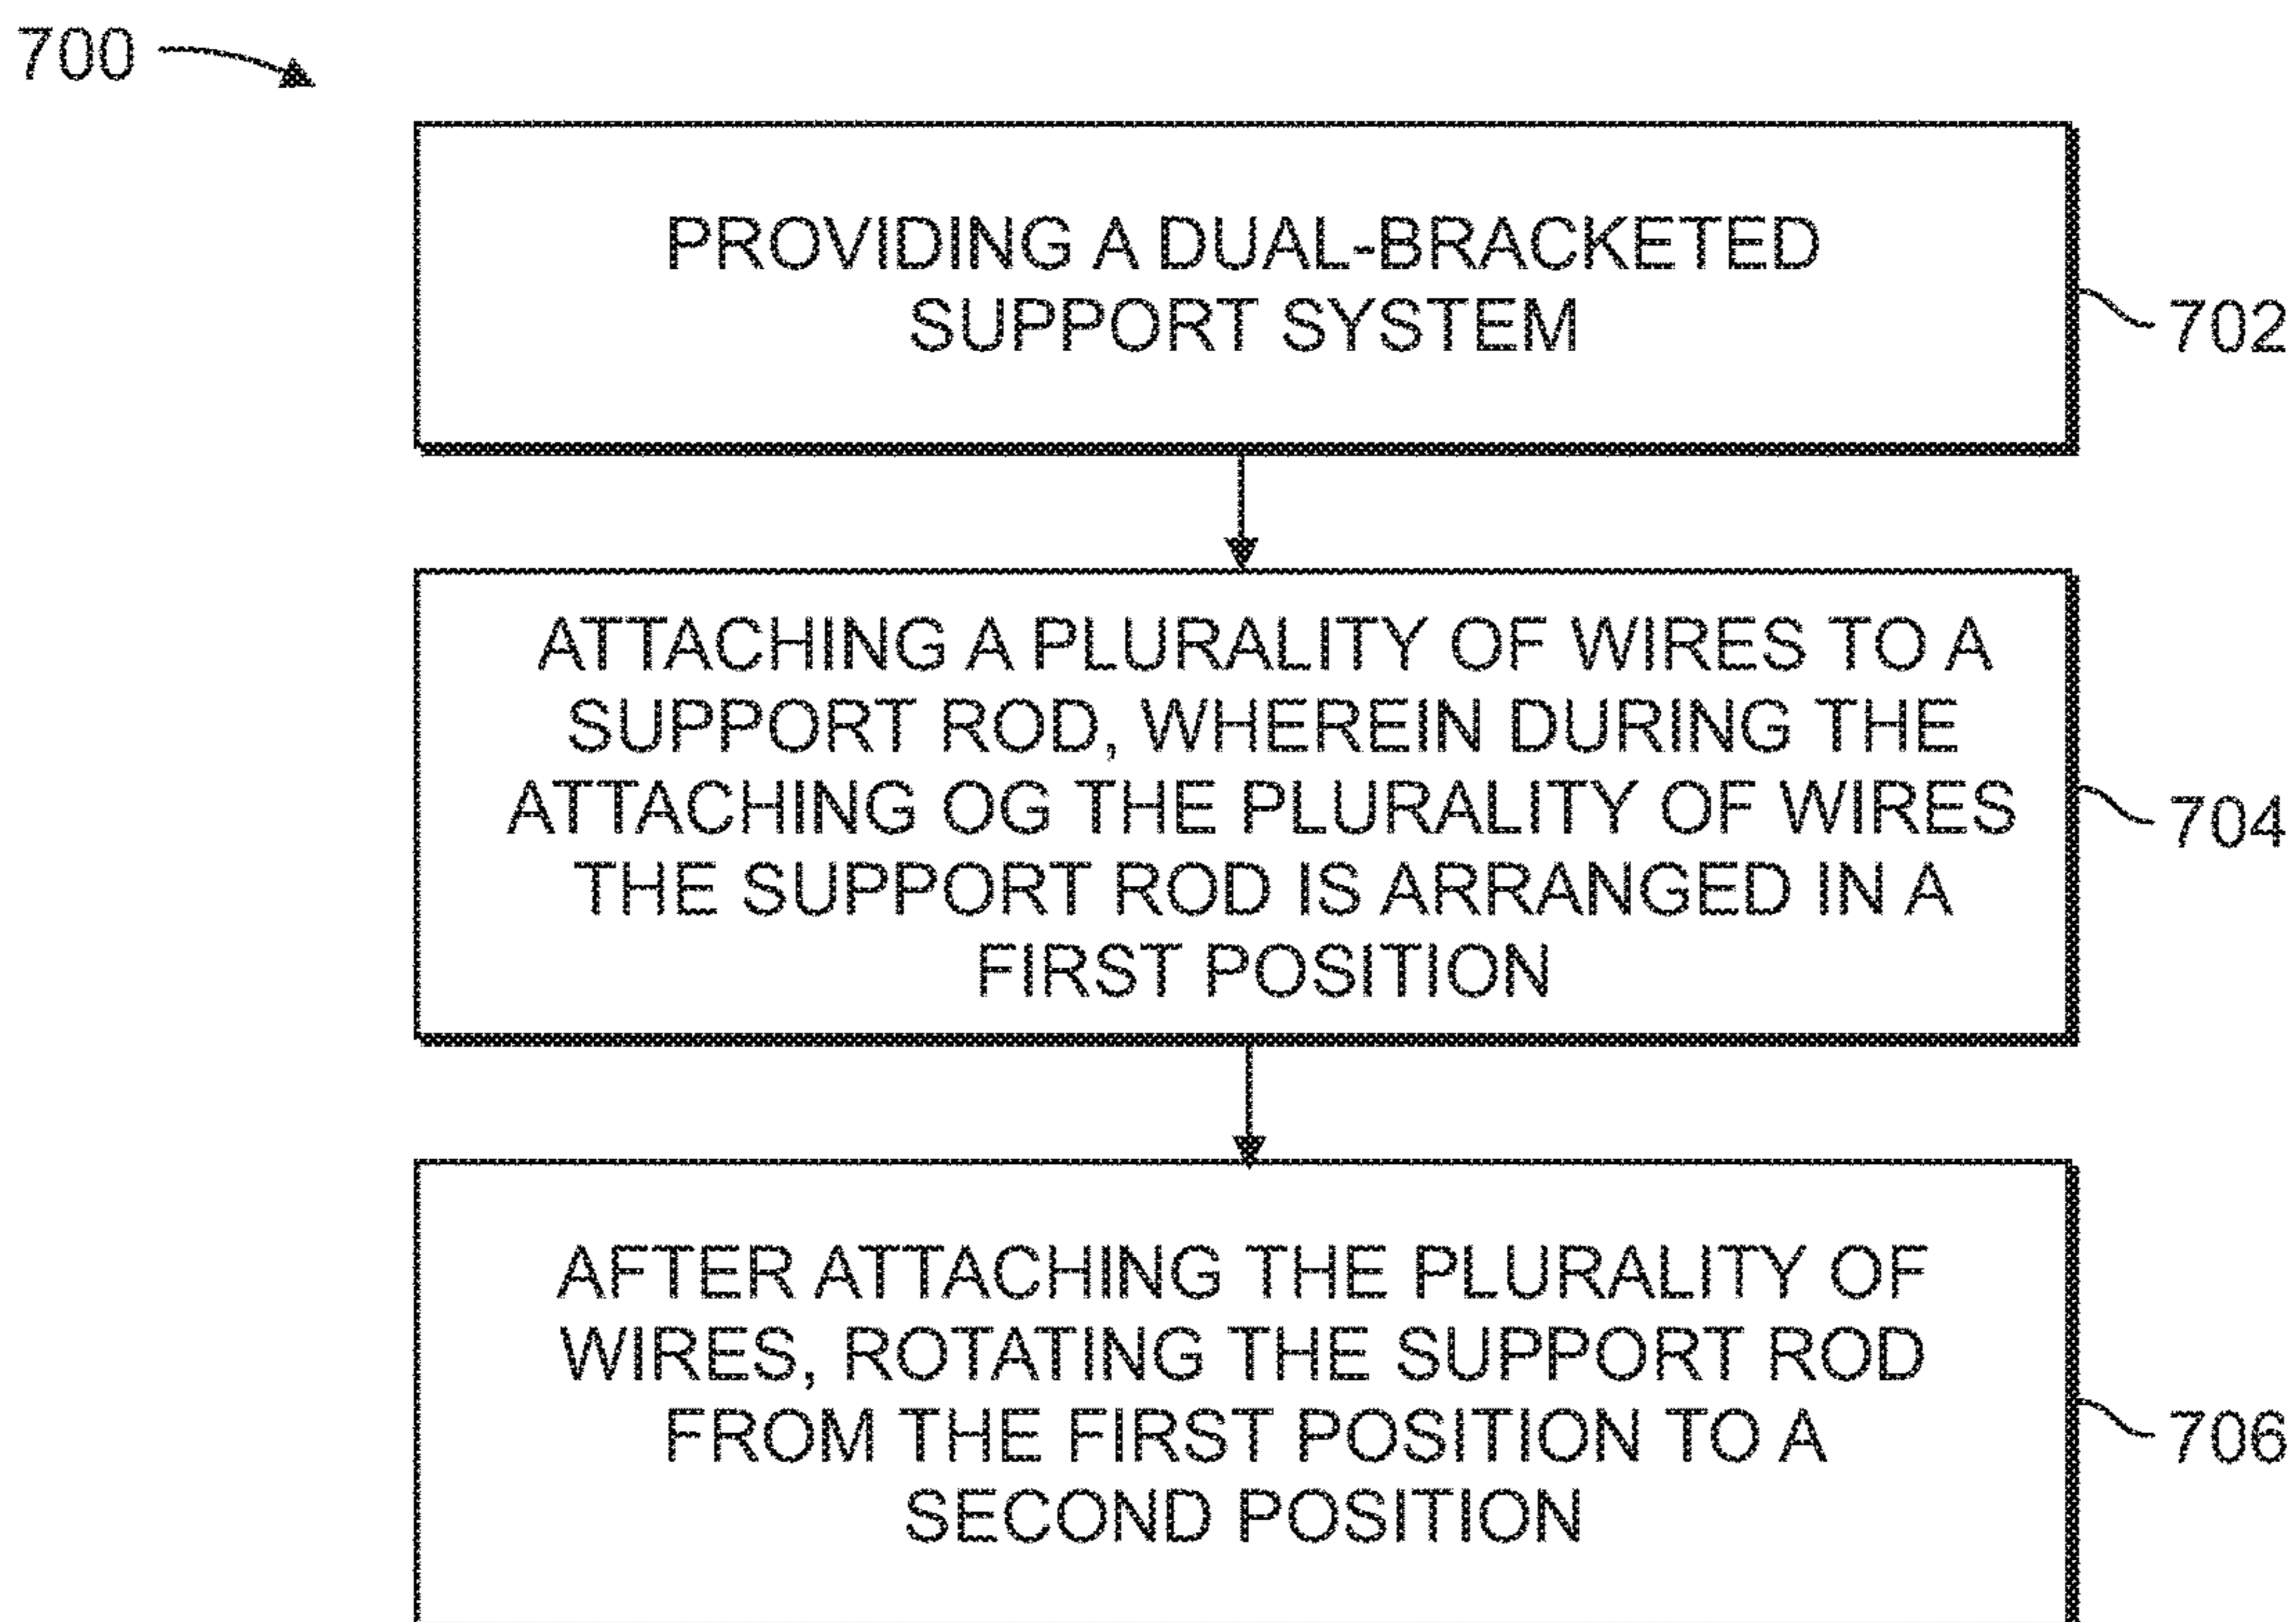 700
PROVIDING A DUAL-BRACKETED
SUPPORT SYSTEM
702
ATTACHING A PLURALITY OF WIRES TO A
SUPPORT ROD, WHEREIN DURING THE
ATTACHING OG THE PLURALITY OF WIRES
THE SUPPORT ROD IS ARRANGED IN A
FIRST POSITION
704
AFTER ATTACHING THE PLURALITY OF
WIRES, ROTATING THE SUPPORT ROD
FROM THE FIRST POSITION TO A
SECOND POSITION
706